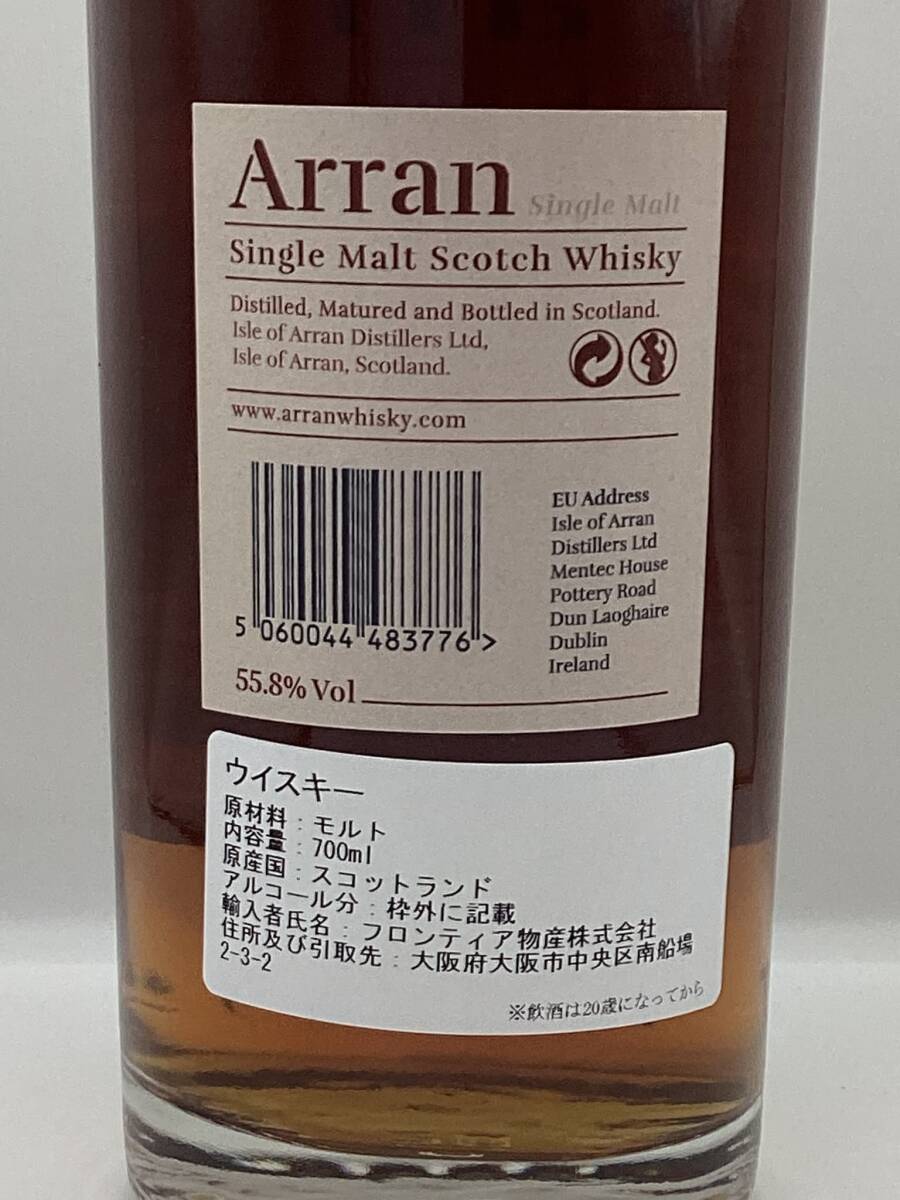 Arran Single Malt
Single Malt Scotch Whisky
Distilled, Matured and Bottled in Scotland.
Isle of Arran Distillers Ltd,
Isle of Arran, Scotland.
www.arranwhisky.com
EU Address
Isle of Arran
Distillers Ltd
Mentec House
Pottery Road
Dun Laoghaire
Dublin
Ireland
5 060044 483776 >
55.8% Vol
ウイスキー
原材料：モルト
内容量：700ml
原産国：スコットランド
アルコール分：枠外に記載
輸入者氏名：フロンティア物産株式会社
住所及び引取先：大阪府大阪市中央区南船場
2-3-2
※飲酒は20歳になってから